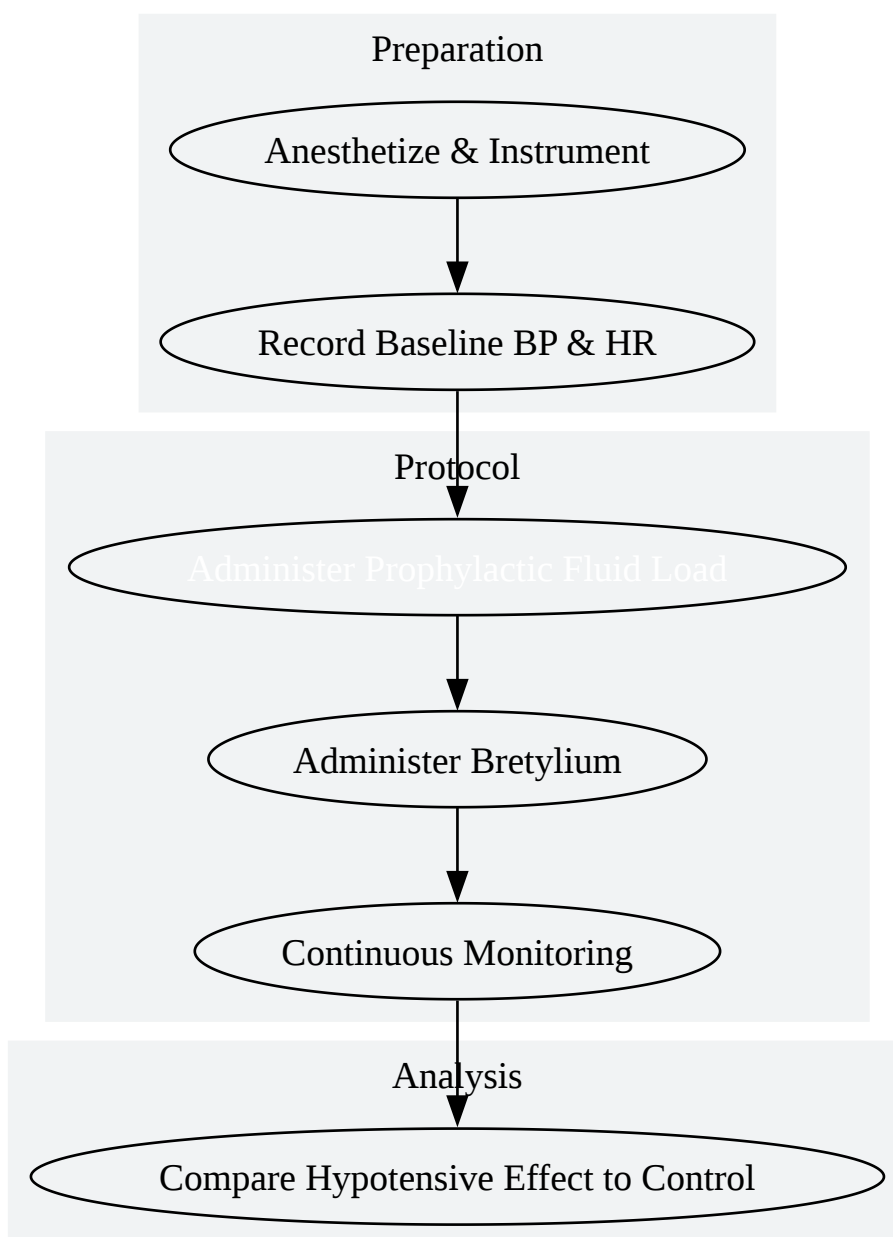 Preparation
Anesthetize & Instrument
Record Baseline BP & HR
Protocol
Administer Prophylactic Fluid Load
Administer Bretylium
Continuous Monitoring
Analysis
Compare Hypotensive Effect to Control